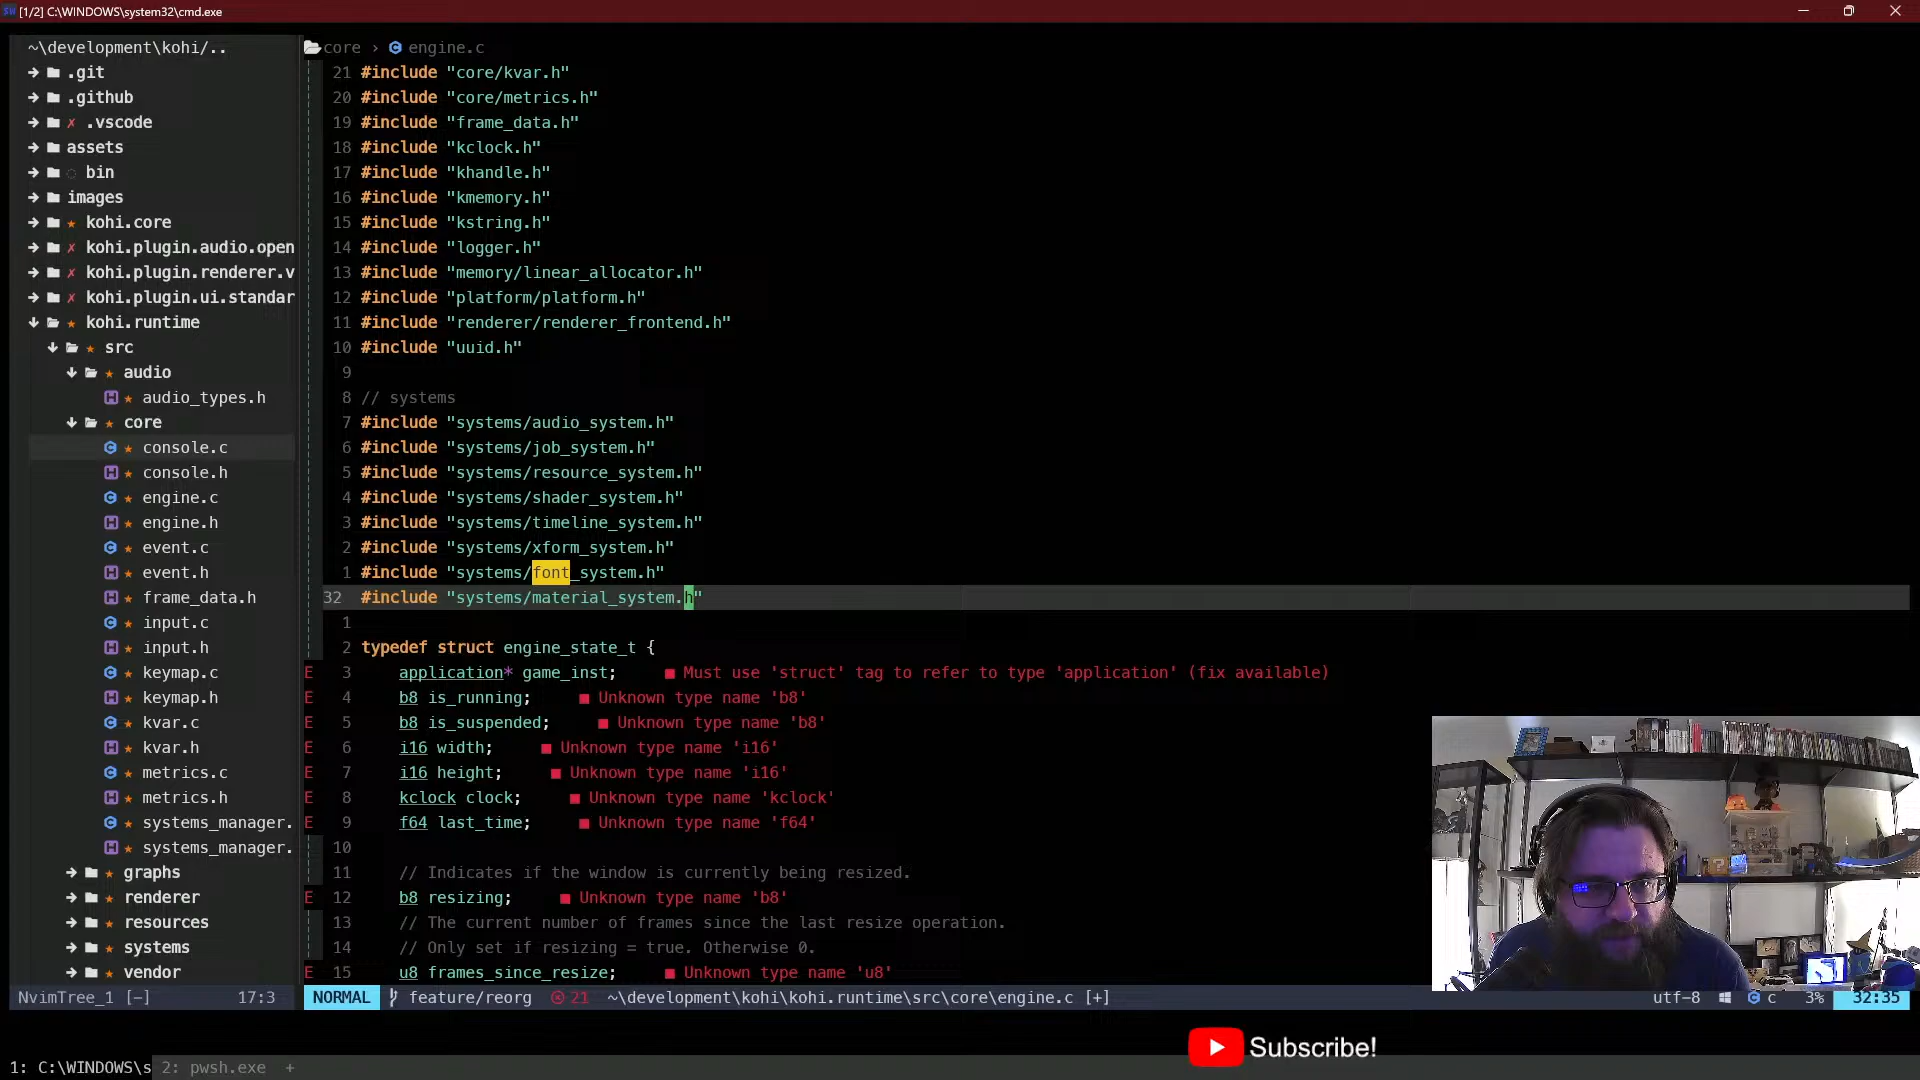 [1/2] C:\WINDOWS\system32\cmd.exe
~\development\kohi/..
.git
.github
✗ .vscode
assets
bin
images
★ kohi.core
✗ kohi.plugin.audio.open
✗ kohi.plugin.renderer.v
✗ kohi.plugin.ui.standar
★ kohi.runtime
★ src
audio
★ audio_types.h
★ core
★ console.c
★ console.h
★ engine.c
★ engine.h
★ event.c
★ event.h
★ frame_data.h
★ input.c
★ input.h
★ keymap.c
★ keymap.h
★ kvar.c
★ kvar.h
★ metrics.c
★ metrics.h
★ systems_manager.
★ systems_manager.
★ graphs
★ renderer
★ resources
★ systems
★ vendor
NvimTree_1 [-] 17:3
core › engine.c
21 #include "core/kvar.h"
20 #include "core/metrics.h"
19 #include "frame_data.h"
18 #include "kclock.h"
17 #include "khandle.h"
16 #include "kmemory.h"
15 #include "kstring.h"
14 #include "logger.h"
13 #include "memory/linear_allocator.h"
12 #include "platform/platform.h"
11 #include "renderer/renderer_frontend.h"
10 #include "uuid.h"
9
8 // systems
7 #include "systems/audio_system.h"
6 #include "systems/job_system.h"
5 #include "systems/resource_system.h"
4 #include "systems/shader_system.h"
3 #include "systems/timeline_system.h"
2 #include "systems/xform_system.h"
1 #include "systems/font_system.h"
32 #include "systems/material_system.h"
1
2 typedef struct engine_state_t {
E 3 application* game_inst; ■ Must use 'struct' tag to refer to type 'application' (fix available)
E 4 b8 is_running; ■ Unknown type name 'b8'
E 5 b8 is_suspended; ■ Unknown type name 'b8'
E 6 i16 width; ■ Unknown type name 'i16'
E 7 i16 height; ■ Unknown type name 'i16'
E 8 kclock clock; ■ Unknown type name 'kclock'
E 9 f64 last_time; ■ Unknown type name 'f64'
10
11 // Indicates if the window is currently being resized.
E 12 b8 resizing; ■ Unknown type name 'b8'
13 // The current number of frames since the last resize operation.
14 // Only set if resizing = true. Otherwise 0.
E 15 u8 frames_since_resize; ■ Unknown type name 'u8'
NORMAL feature/reorg 21 ~\development\kohi\kohi.runtime\src\core\engine.c [+] utf-8 c 3% 32:35
Subscribe!
1: C:\WINDOWS\s 2: pwsh.exe +